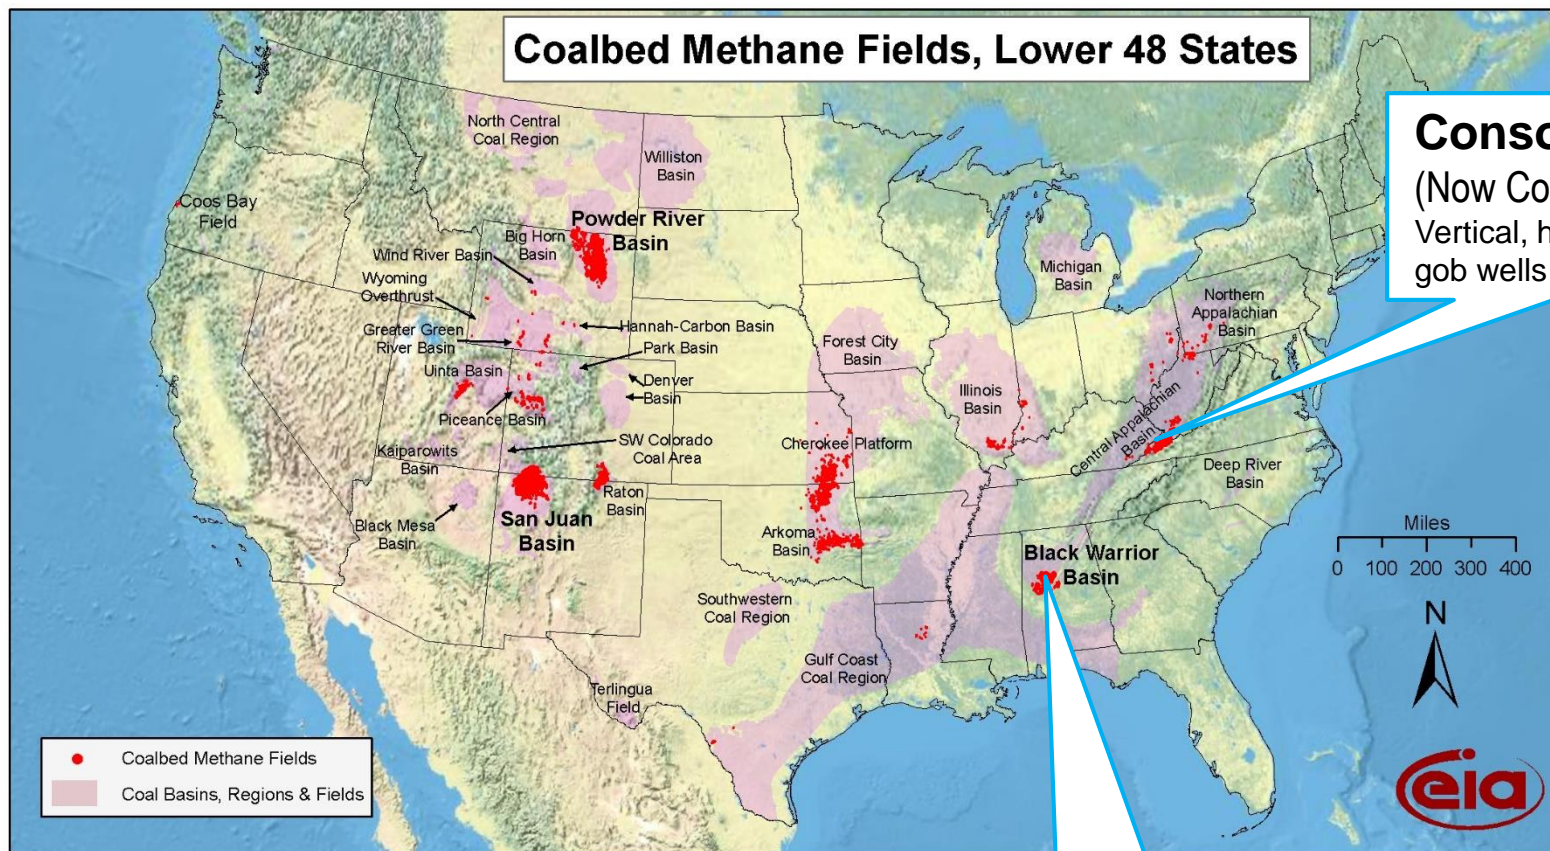 Coalbed Methane Fields, Lower 48 States
North Central
Coal Region
Williston
Basin
Coos Bay
Field
Powder River
Basin
Big Horn
Basin
Wind River Basin
Wyoming
Overthrust
Greater Green
River Basin
Hannah-Carbon Basin
Park Basin
Uinta Basin
Denver
Basin
Piceance Basin
Kaiparowits
Basin
SW Colorado
Coal Area
Black Mesa
Basin
San Juan
Basin
Raton
Basin
Forest City
Basin
Cherokee Platform
Arkoma
Basin
Illinois
Basin
Michigan
Basin
Northern
Appalachian
Basin
Central Appalachian
Basin
Deep River
Basin
Black Warrior
Basin
Southwestern
Coal Region
Gulf Coast
Coal Region
Terlingua
Field
(Now Co
Vertical, h
gob wells
Miles
0 100 200 300 400
N
Coalbed Methane Fields
Coal Basins, Regions & Fields
eia